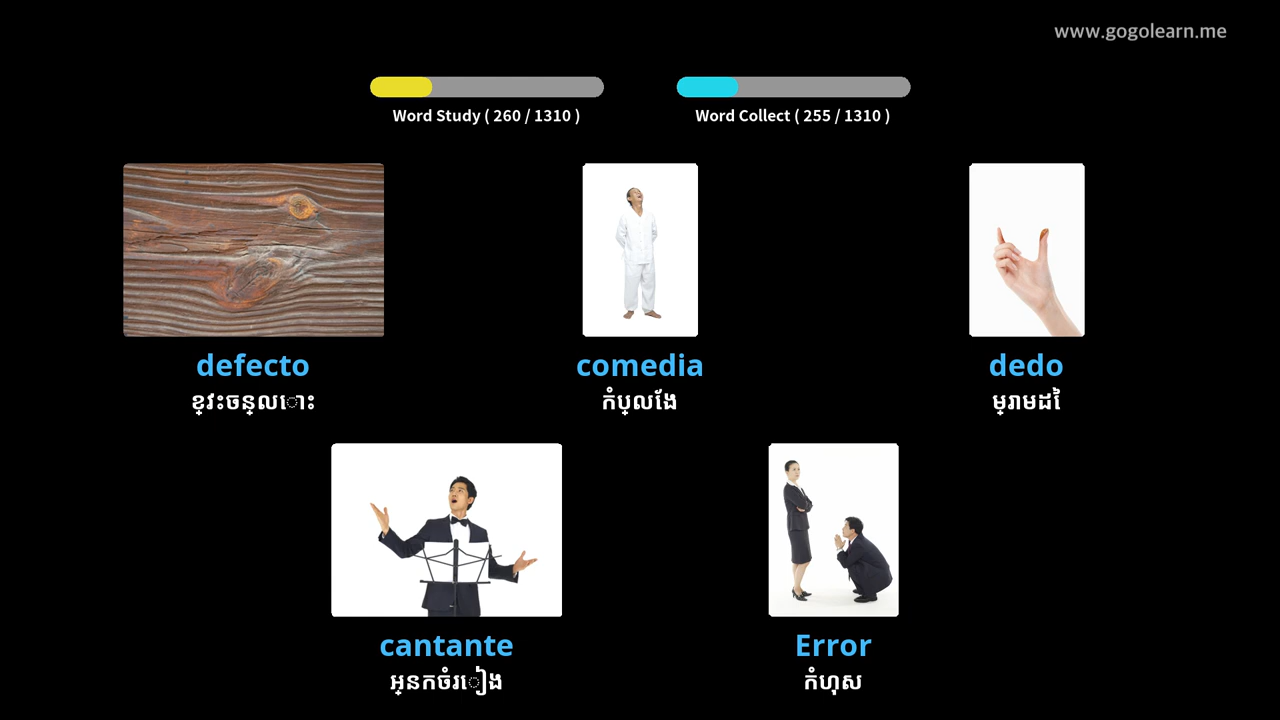 www.gogolearn.me
Word Study ( 260 / 1310 )
Word Collect ( 255 / 1310 )
defecto
comedia
dedo
ខ្វះចន្លោះ
កំប្លែង
ម្រាមដៃ
cantante
Error
អ្នកចំរៀង
កំហុស